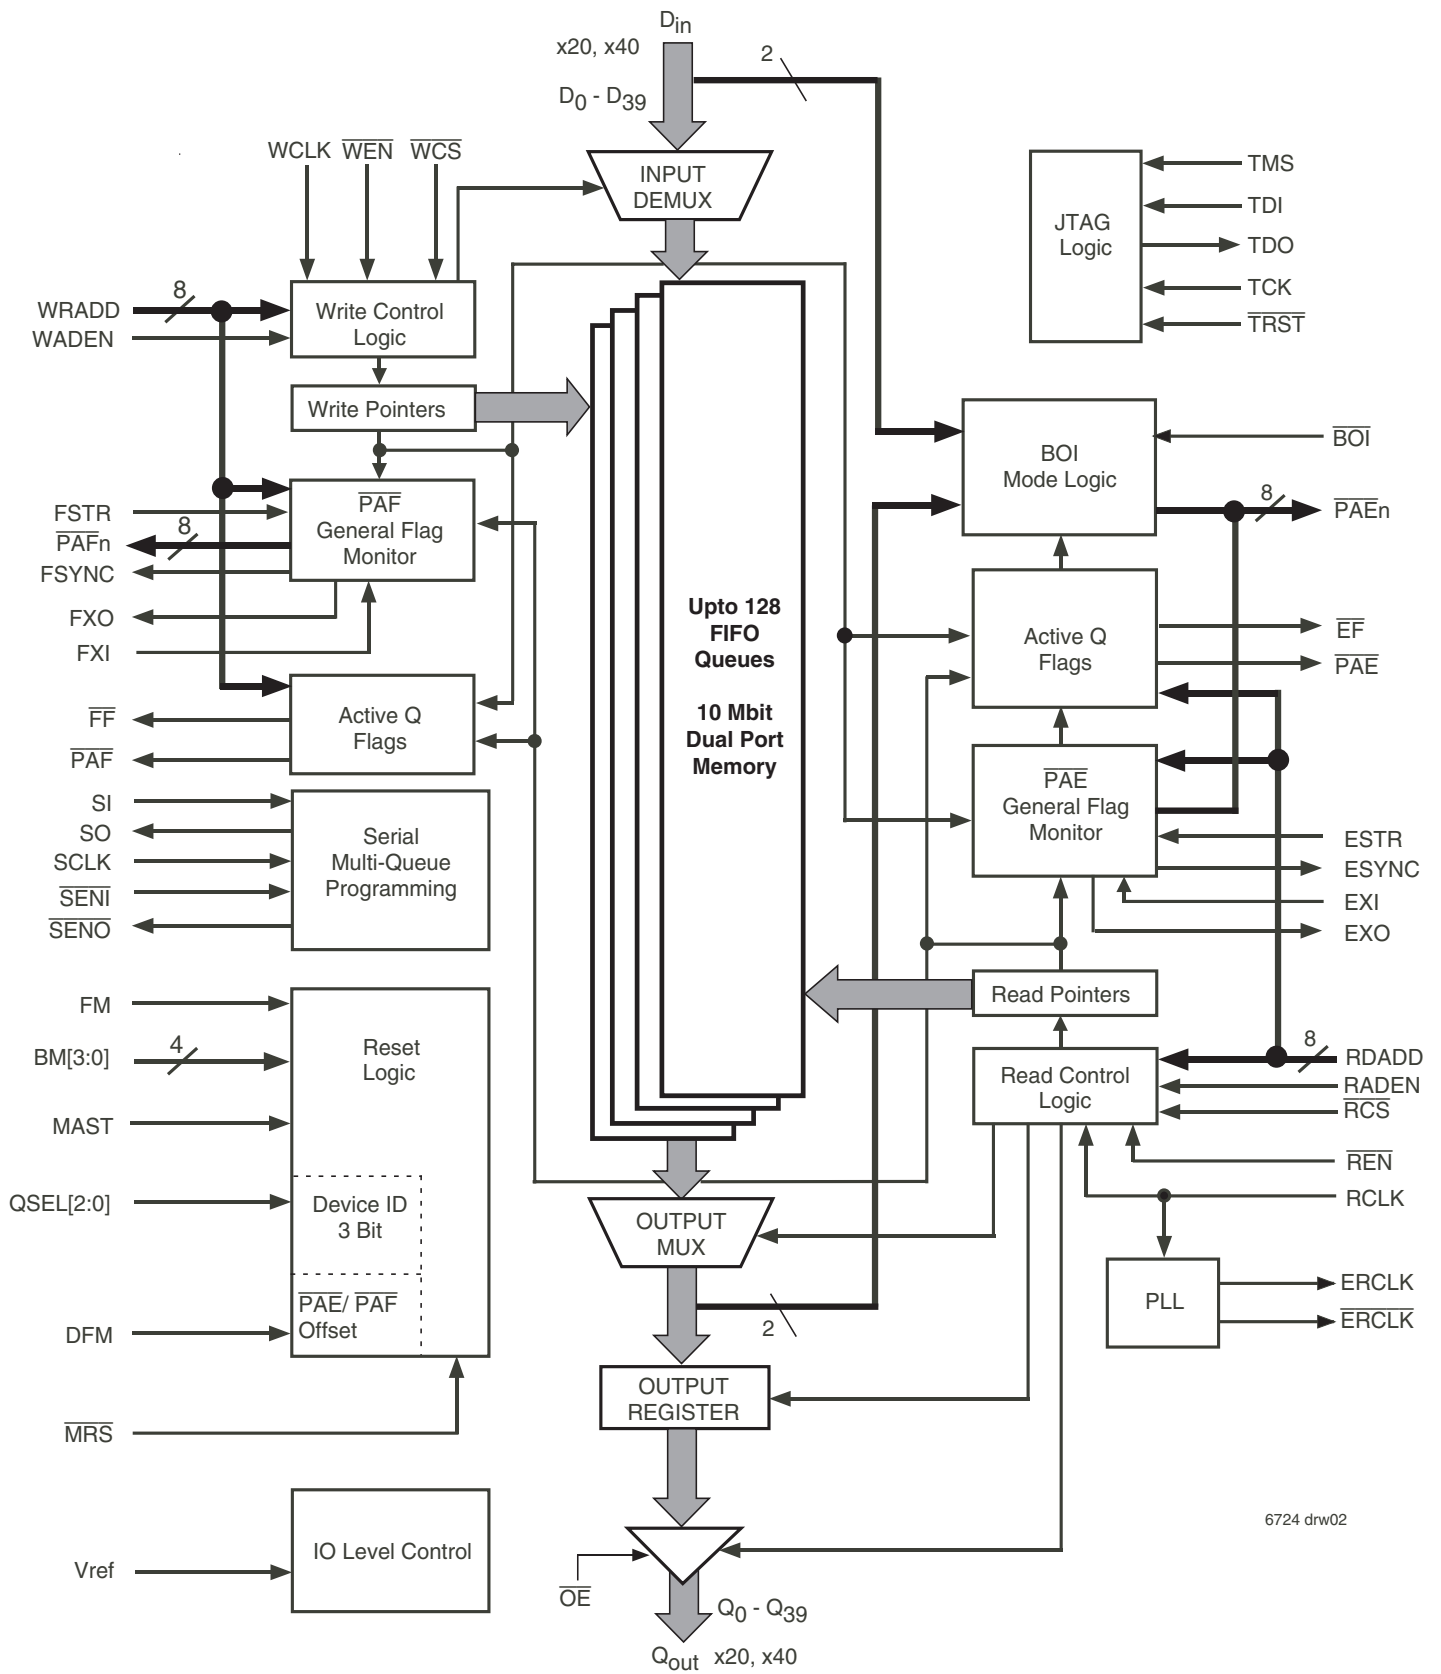 Din
x20, x40
2
D0 - D39
WCLK
WEN
WCS
INPUT
DEMUX
JTAG
Logic
TMS
TDI
TDO
TCK
TRST
WRADD
8
WADEN
Write Control
Logic
Write Pointers
BOI
Mode Logic
BOI
8
PAEn
FSTR
8
PAFn
FSYNC
FXO
FXI
PAF
General Flag
Monitor
Upto 128
FIFO
Queues
10 Mbit
Dual Port
Memory
Active Q
Flags
EF
PAE
FF
PAF
Active Q
Flags
PAE
General Flag
Monitor
ESTR
ESYNC
EXI
EXO
SI
SO
SCLK
SENI
SENO
Serial
Multi-Queue
Programming
Read Pointers
FM
BM[3:0]
4
MAST
QSEL[2:0]
DFM
MRS
Reset
Logic
Device ID
3 Bit
PAE/ PAF
Offset
Read Control
Logic
8
RDADD
RADEN
RCS
REN
RCLK
OUTPUT
MUX
2
PLL
ERCLK
ERCLK
OUTPUT
REGISTER
Vref
IO Level Control
OE
Q0 - Q39
Qout x20, x40
6724 drw02